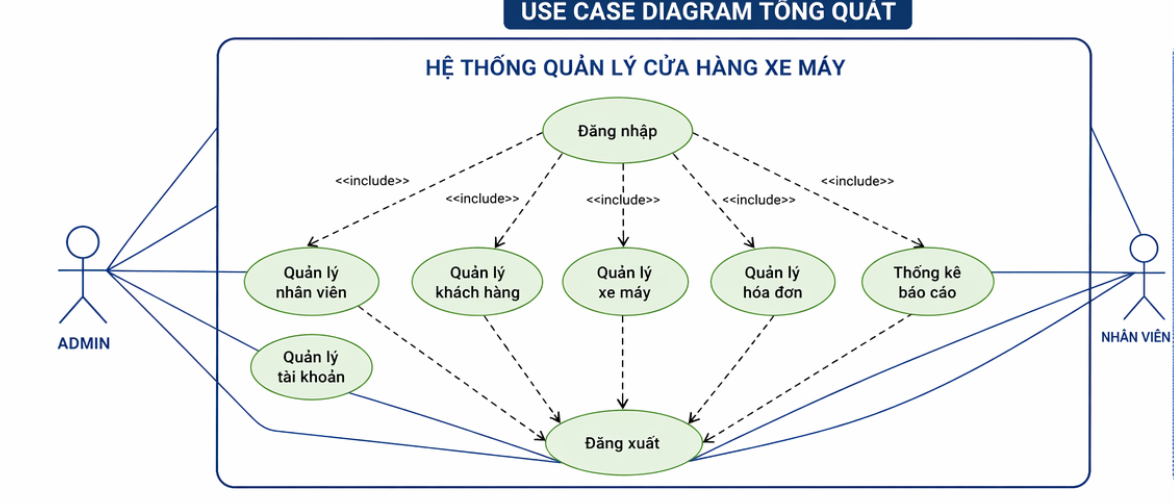 USE CASE DIAGRAM TỔNG QUÁT
HỆ THỐNG QUẢN LÝ CỬA HÀNG XE MÁY
Đăng nhập
<<include>>
<<include>>
<<include>>
<<include>>
<<include>>
Quản lý
nhân viên
Quản lý
khách hàng
Quản lý
xe máy
Quản lý
hóa đơn
Thống kê
báo cáo
ADMIN
NHÂN VIÊN
Quản lý
tài khoản
Đăng xuất